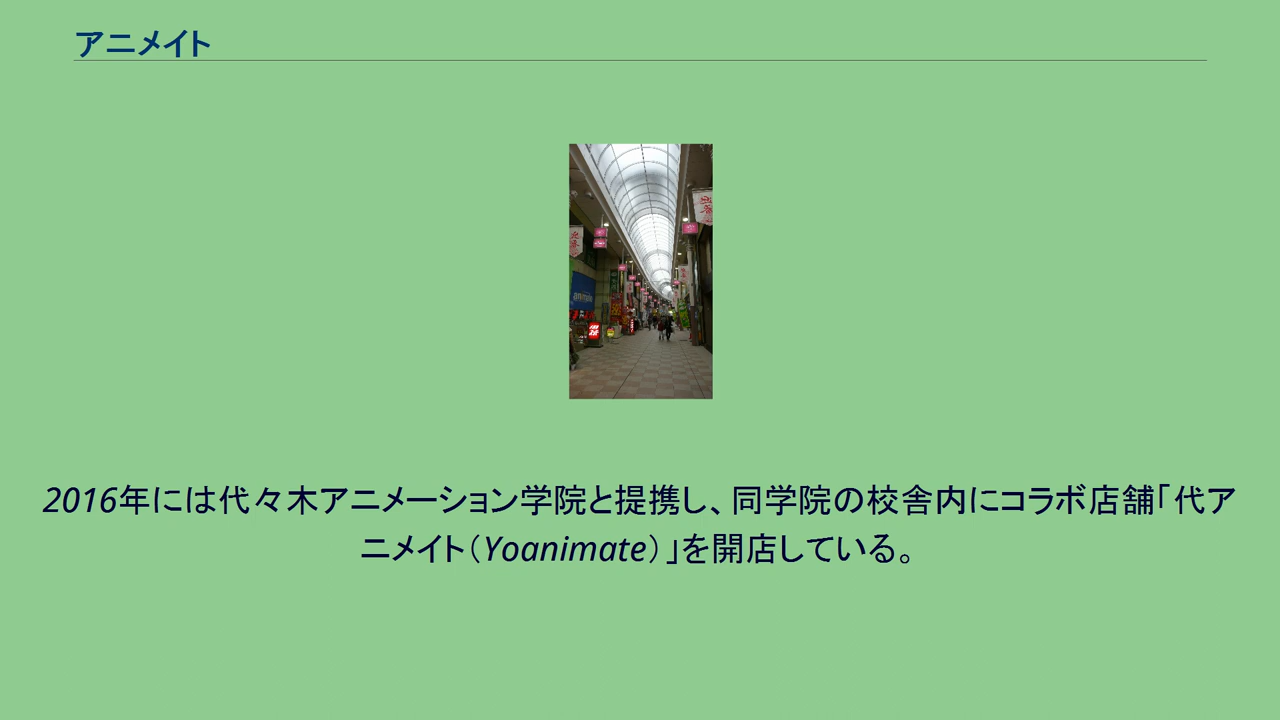 アニメイト
animate
2016年には代々木アニメーション学院と提携し、同学院の校舎内にコラボ店舗「代ア
ニメイト（Yoanimate）」を開店している。